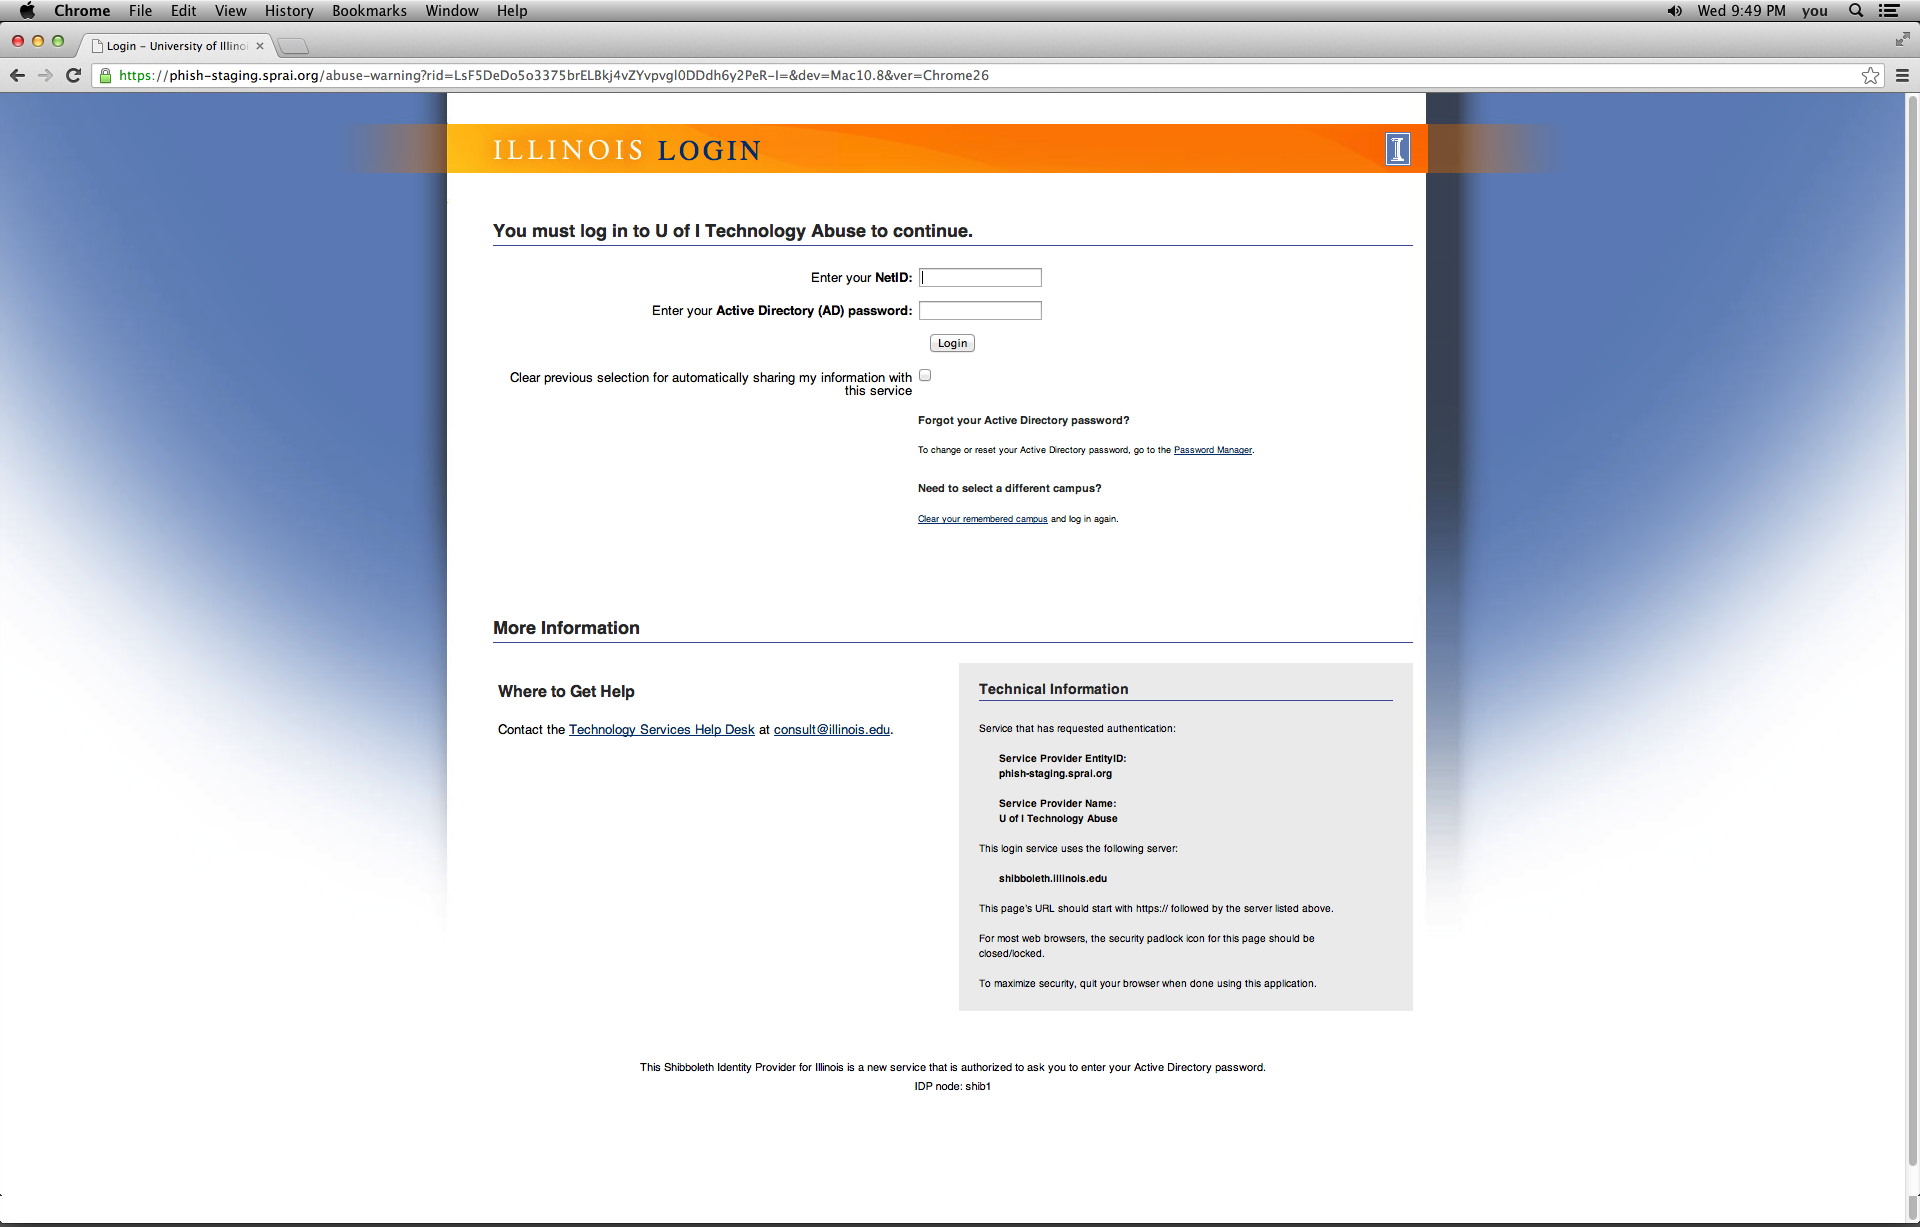 Chrome File Edit View History Bookmarks Window Help Wed 9:49 PM you
Login – University of Illinoi
https://phish-staging.sprai.org/abuse-warning?rid=LsF5DeDo5o3375brELBkj4vZYvpvgl0DDdh6y2PeR-I=&dev=Mac10.8&ver=Chrome26
ILLINOIS LOGIN
You must log in to U of I Technology Abuse to continue.
Enter your NetID:
Enter your Active Directory (AD) password:
Login
Clear previous selection for automatically sharing my information with
this service
Forgot your Active Directory password?
To change or reset your Active Directory password, go to the Password Manager.
Need to select a different campus?
Clear your remembered campus and log in again.
More Information
Where to Get Help
Contact the Technology Services Help Desk at consult@illinois.edu.
Technical Information
Service that has requested authentication:
Service Provider EntityID:
phish-staging.sprai.org
Service Provider Name:
U of I Technology Abuse
This login service uses the following server:
shibboleth.illinois.edu
This page's URL should start with https:// followed by the server listed above.
For most web browsers, the security padlock icon for this page should be
closed/locked.
To maximize security, quit your browser when done using this application.
This Shibboleth Identity Provider for Illinois is a new service that is authorized to ask you to enter your Active Directory password.
IDP node: shib1